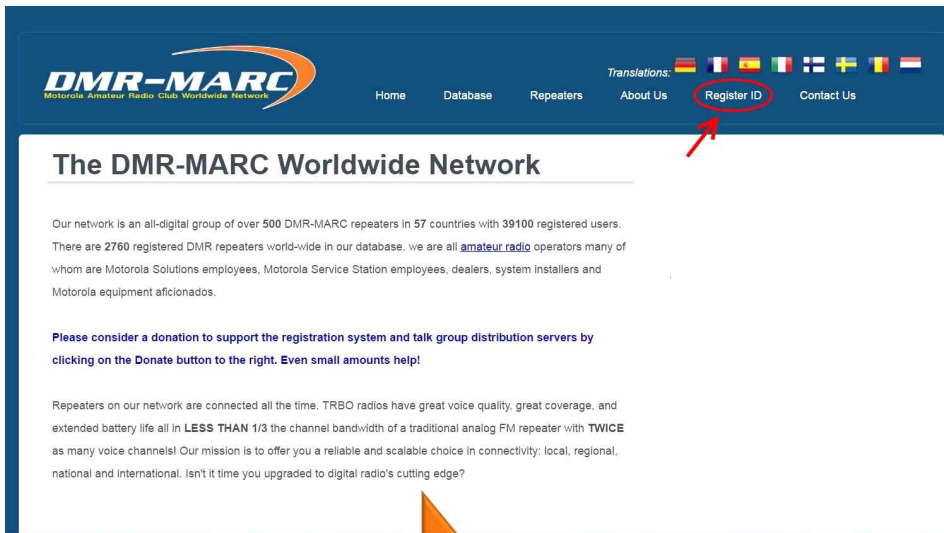 Translations:
DMR-MARC
Motorola Amateur Radio Club Worldwide Network
Home Database Repeaters About Us Register ID Contact Us
The DMR-MARC Worldwide Network
Our network is an all-digital group of over 500 DMR-MARC repeaters in 57 countries with 39100 registered users.
There are 2760 registered DMR repeaters world-wide in our database. we are all amateur radio operators many of
whom are Motorola Solutions employees, Motorola Service Station employees, dealers, system installers and
Motorola equipment aficionados.
Please consider a donation to support the registration system and talk group distribution servers by
clicking on the Donate button to the right. Even small amounts help!
Repeaters on our network are connected all the time. TRBO radios have great voice quality, great coverage, and
extended battery life all in LESS THAN 1/3 the channel bandwidth of a traditional analog FM repeater with TWICE
as many voice channels! Our mission is to offer you a reliable and scalable choice in connectivity: local, regional,
national and international. Isn't it time you upgraded to digital radio's cutting edge?